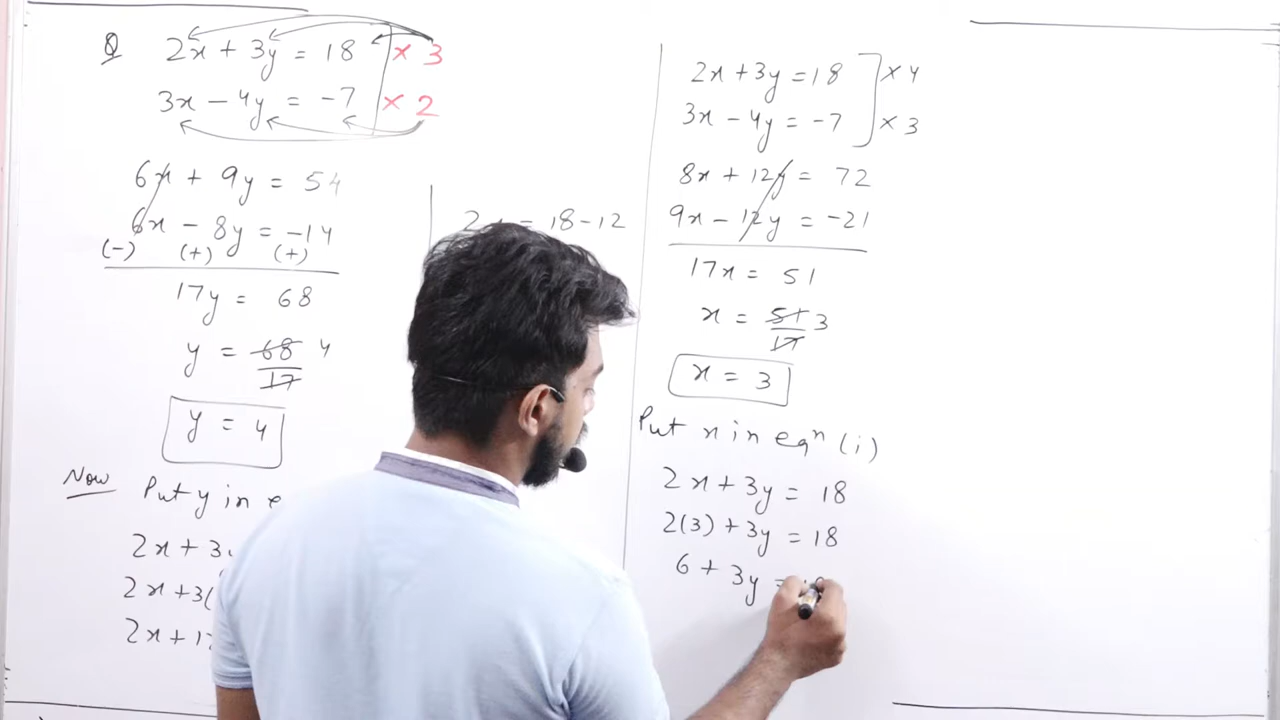 Q 2x + 3y = 18 × 3
3x - 4y = -7 × 2
6x + 9y = 54
6x - 8y = -14
(-) (+) (+)
17y = 68
y = 68/17 4
y = 4
Now Put y in e
2x + 3
2x + 3(
2x + 1
= 18 - 12
2x + 3y = 18 × 4
3x - 4y = -7 × 3
8x + 12y = 72
9x - 12y = -21
17x = 51
x = 51/17 3
x = 3
Put x in eqn (i)
2x + 3y = 18
2(3) + 3y = 18
6 + 3y =